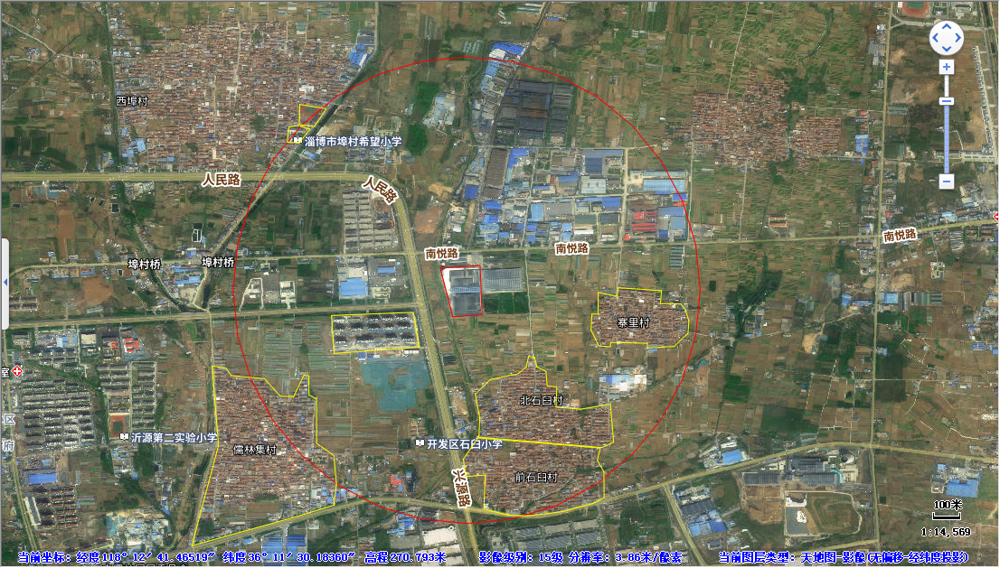 西埠村
淄博市埠村希望小学
人民路
人民路
南悦路
南悦路
南悦路
埠村桥
埠村桥
寨里村
室
北石臼村
区
沂源第二实验小学
开发区石臼小学
府
儒林集村
前石臼村
兴源路
100米
1:14,569
当前坐标: 经度118°12′41.46519″ 纬度36°11′30.18360″ 高程270.793米
影像级别: 15级 分辨率: 3.86米/像素
当前图层类型: 天地图-影像(无偏移-经纬度投影)